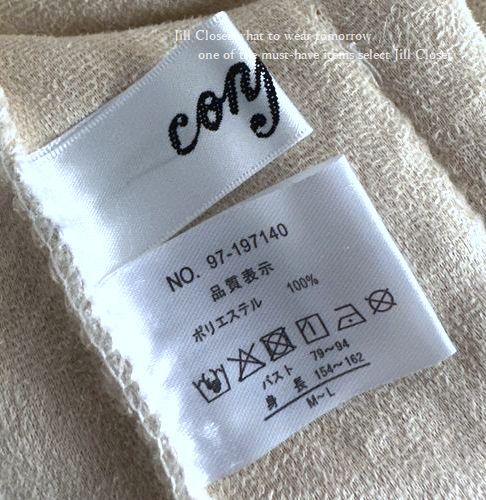 Jill Closet what to wear tomorrow
one of the must-have items select Jill Closet
NO. 97-197140
品質表示
ポリエステル 100%
バスト 79～94
身 長 154～162
M～L